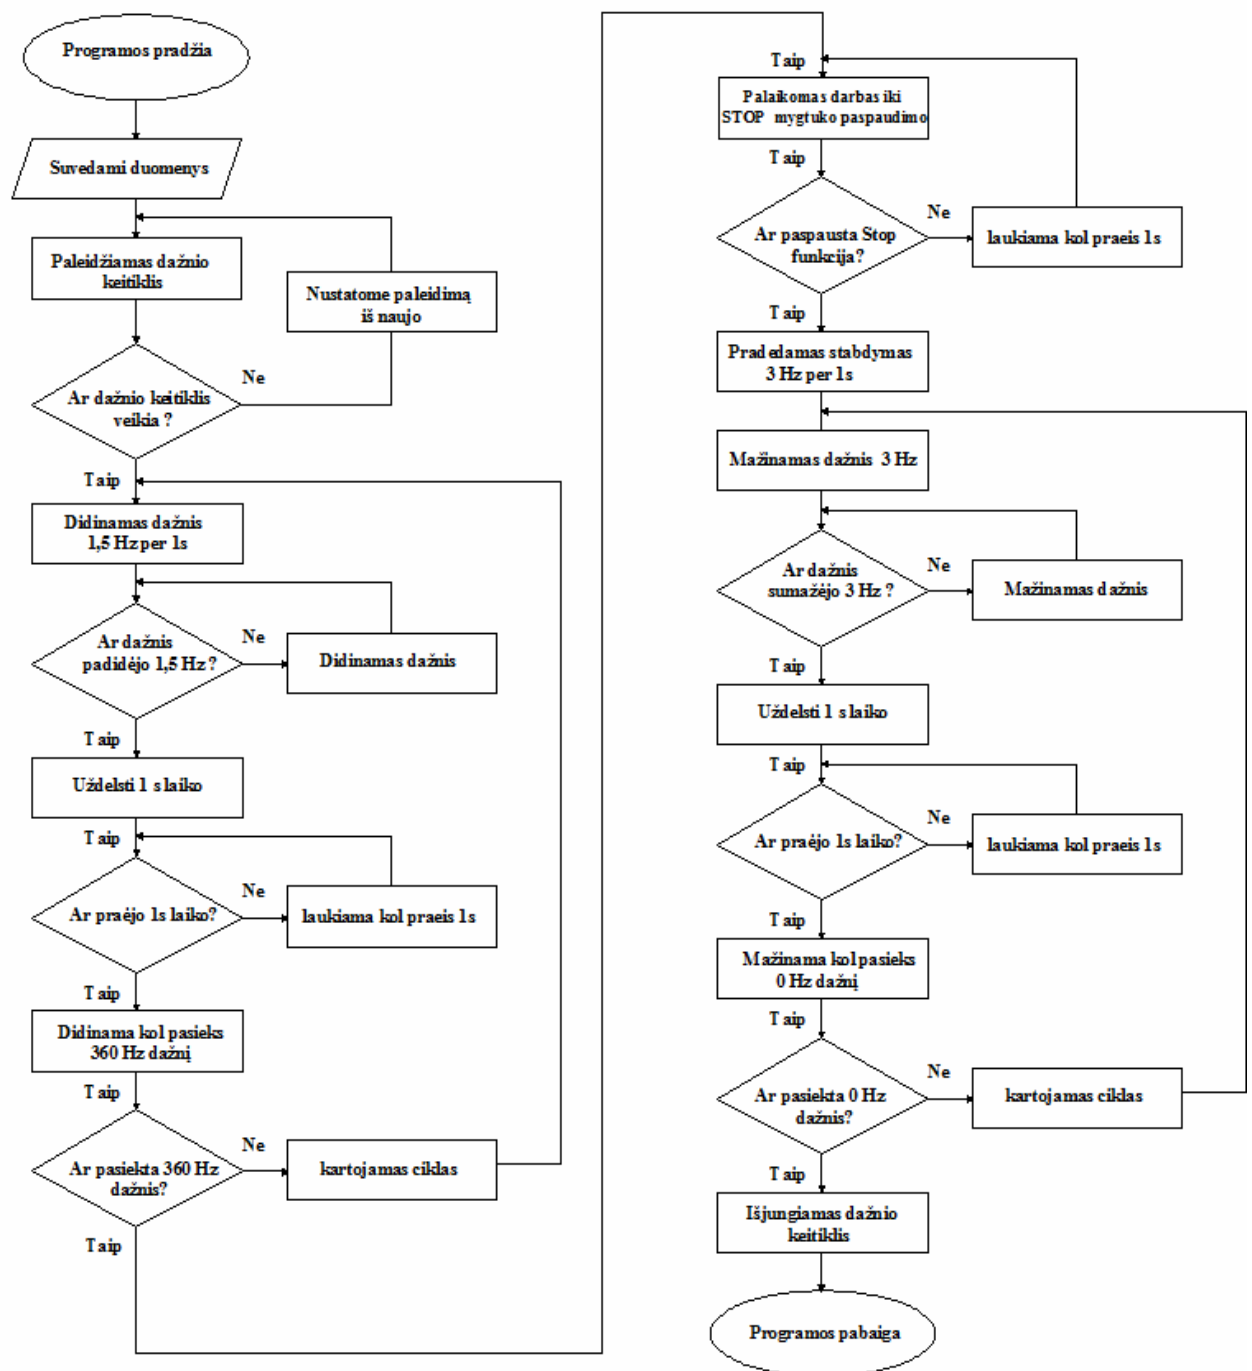 Programos pradžia
Suvedami duomenys
Paleidžiamas dažnio
keitiklis
Nustatome paleidimą
iš naujo
Ar dažnio keitiklis
veikia ?
Ne
Taip
Didinamas dažnis
1,5 Hz per 1s
Ar dažnis
padidėjo 1,5 Hz ?
Ne
Didinamas dažnis
Taip
Uždelsti 1 s laiko
Taip
Ar praėjo 1s laiko?
Ne
laukiama kol praeis 1s
Taip
Didinama kol pasieks
360 Hz dažnį
Taip
Ar pasiekta 360 Hz
dažnis?
Ne
kartojamas ciklas
Taip
Taip
Palaikomas darbas iki
STOP mygtuko paspaudimo
Taip
Ar paspausta Stop
funkcija?
Ne
laukiama kol praeis 1s
Taip
Pradedamas stabdymas
3 Hz per 1s
Mažinamas dažnis 3 Hz
Ar dažnis
sumažėjo 3 Hz ?
Ne
Mažinamas dažnis
Taip
Uždelsti 1 s laiko
Taip
Ar praėjo 1s laiko?
Ne
laukiama kol praeis 1s
Taip
Mažinama kol pasieks
0 Hz dažnį
Taip
Ar pasiekta 0 Hz
dažnis?
Ne
kartojamas ciklas
Taip
Išjungiamas dažnio
keitiklis
Programos pabaiga